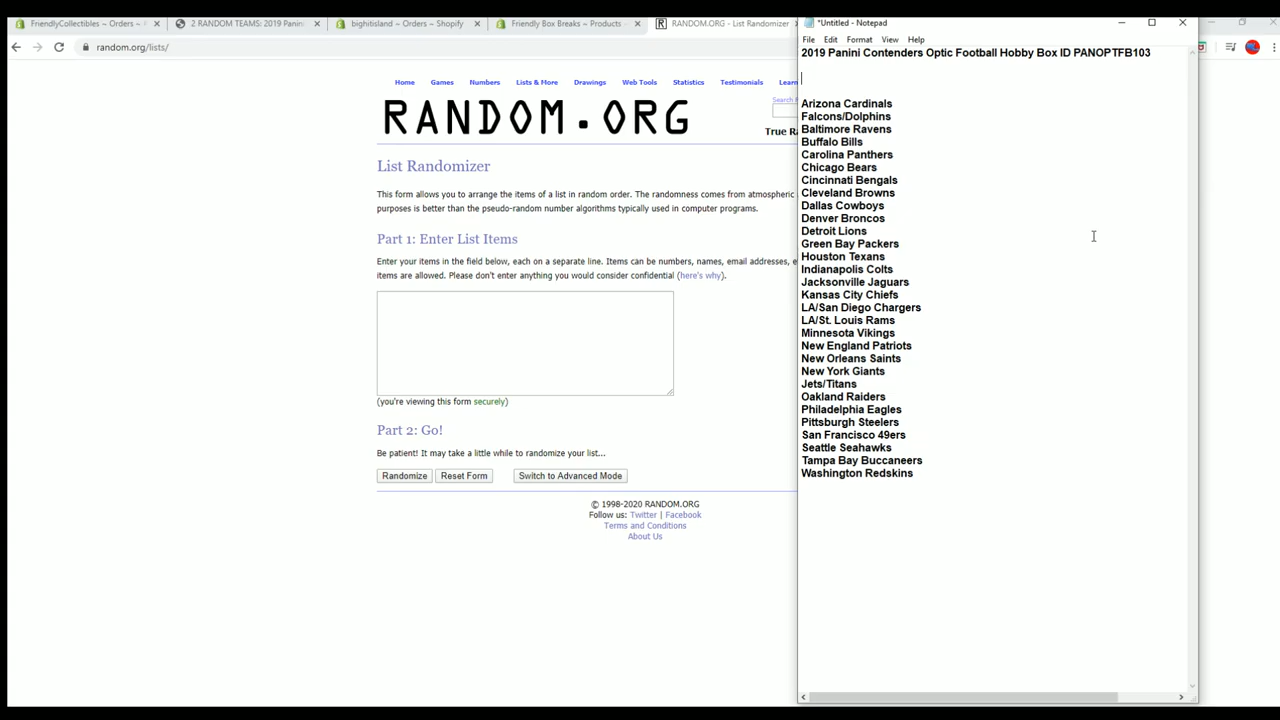 FriendlyCollectibles ~ Orders ~
2 RANDOM TEAMS: 2019 Panin
bighitisland ~ Orders ~ Shopify
Friendly Box Breaks ~ Products ~
RANDOM.ORG - List Randomizer
random.org/lists/
Home Games Numbers Lists & More Drawings Web Tools Statistics Testimonials Learn
Search
RANDOM.ORG
True Ra
List Randomizer
This form allows you to arrange the items of a list in random order. The randomness comes from atmospheric
purposes is better than the pseudo-random number algorithms typically used in computer programs.
Part 1: Enter List Items
Enter your items in the field below, each on a separate line. Items can be numbers, names, email addresses, e
items are allowed. Please don't enter anything you would consider confidential (here's why).
(you're viewing this form securely)
Part 2: Go!
Be patient! It may take a little while to randomize your list...
Randomize Reset Form Switch to Advanced Mode
© 1998-2020 RANDOM.ORG
Follow us: Twitter | Facebook
Terms and Conditions
About Us
*Untitled - Notepad
File Edit Format View Help
2019 Panini Contenders Optic Football Hobby Box ID PANOPTFB103
Arizona Cardinals
Falcons/Dolphins
Baltimore Ravens
Buffalo Bills
Carolina Panthers
Chicago Bears
Cincinnati Bengals
Cleveland Browns
Dallas Cowboys
Denver Broncos
Detroit Lions
Green Bay Packers
Houston Texans
Indianapolis Colts
Jacksonville Jaguars
Kansas City Chiefs
LA/San Diego Chargers
LA/St. Louis Rams
Minnesota Vikings
New England Patriots
New Orleans Saints
New York Giants
Jets/Titans
Oakland Raiders
Philadelphia Eagles
Pittsburgh Steelers
San Francisco 49ers
Seattle Seahawks
Tampa Bay Buccaneers
Washington Redskins